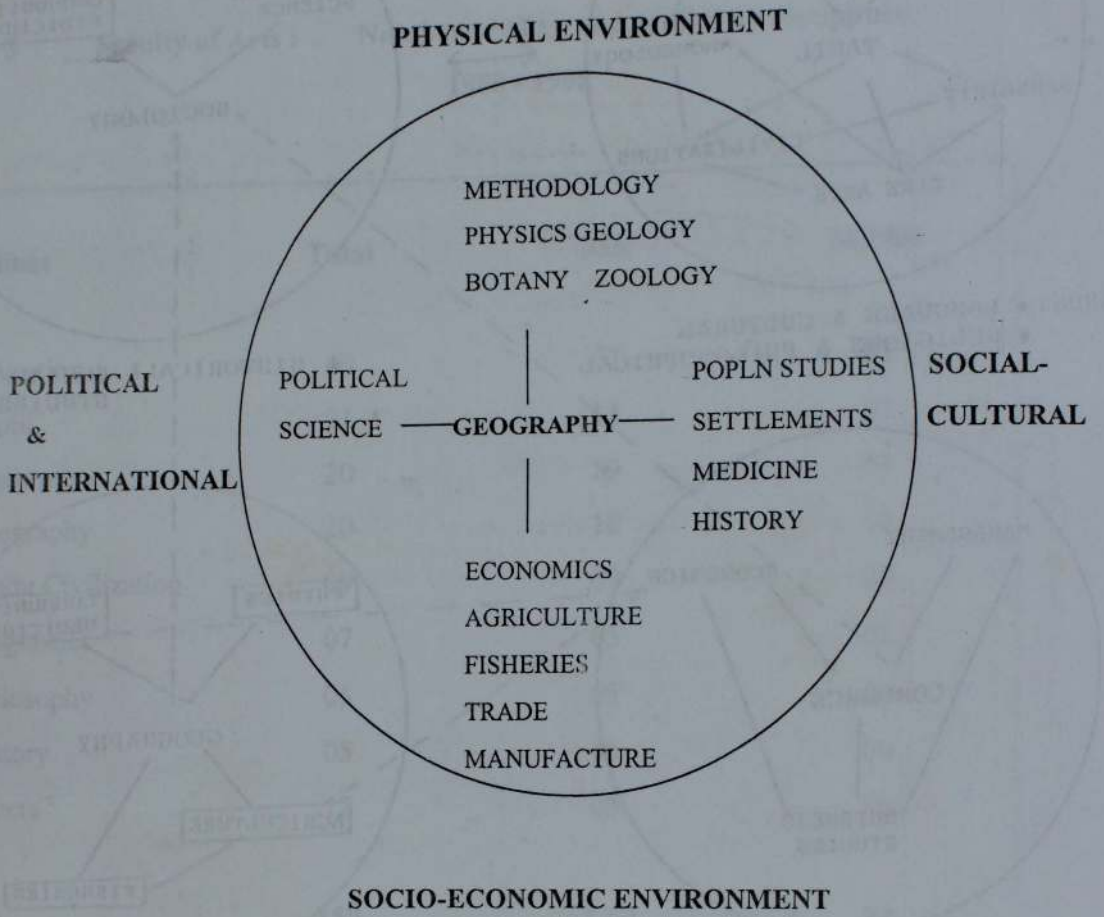 PHYSICAL ENVIRONMENT
METHODOLOGY
PHYSICS GEOLOGY
BOTANY ZOOLOGY
POLITICAL
&
INTERNATIONAL
POLITICAL
SCIENCE
GEOGRAPHY
POPLN STUDIES
SETTLEMENTS
MEDICINE
HISTORY
SOCIAL-
CULTURAL
ECONOMICS
AGRICULTURE
FISHERIES
TRADE
MANUFACTURE
SOCIO-ECONOMIC ENVIRONMENT